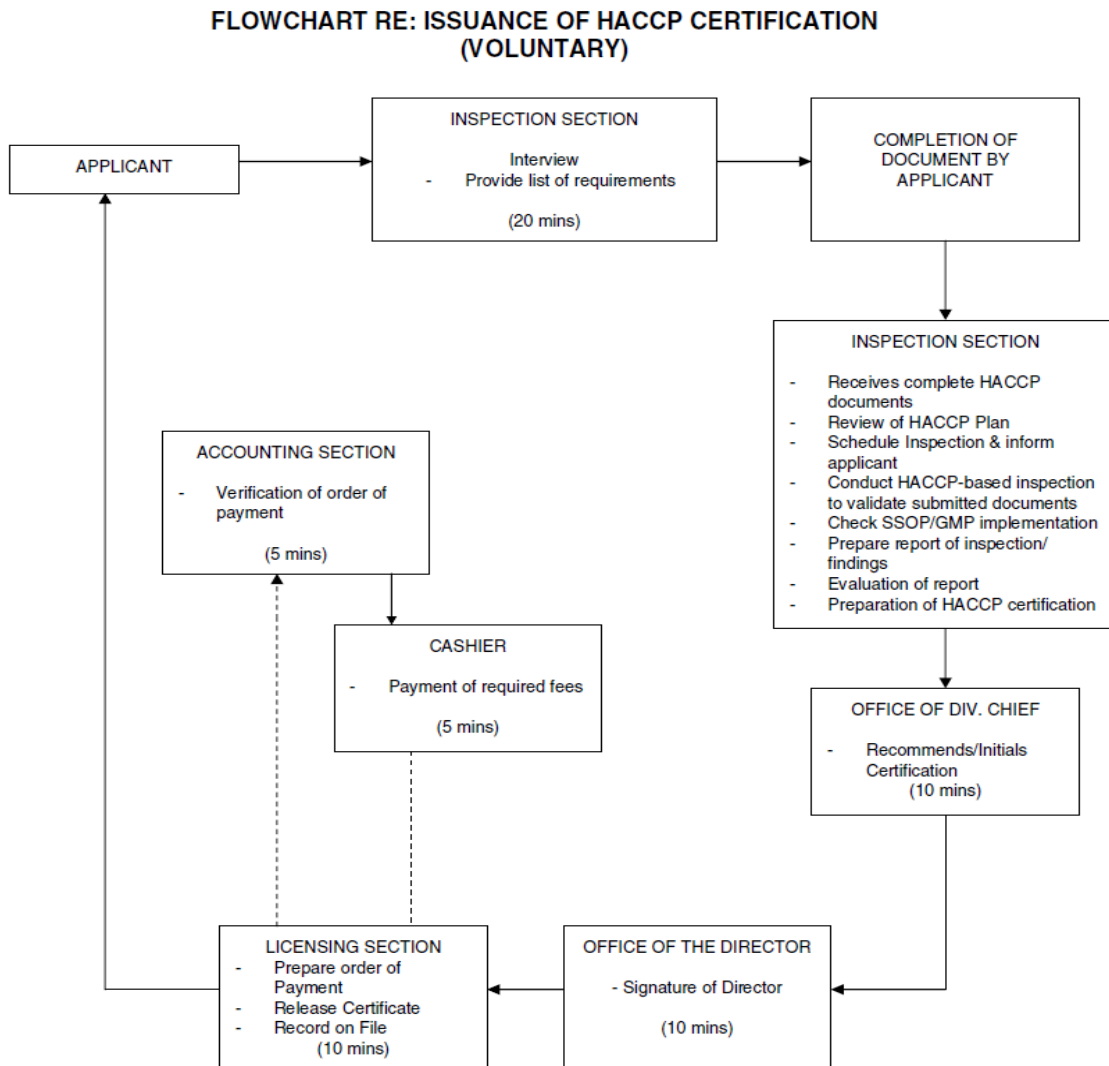 FLOWCHART RE: ISSUANCE OF HACCP CERTIFICATION
(VOLUNTARY)
APPLICANT
INSPECTION SECTION
Interview
- Provide list of requirements
(20 mins)
COMPLETION OF
DOCUMENT BY
APPLICANT
INSPECTION SECTION
- Receives complete HACCP
documents
- Review of HACCP Plan
- Schedule Inspection & inform
applicant
- Conduct HACCP-based inspection
to validate submitted documents
- Check SSOP/GMP implementation
- Prepare report of inspection/
findings
- Evaluation of report
- Preparation of HACCP certification
OFFICE OF DIV. CHIEF
- Recommends/Initials
Certification
(10 mins)
OFFICE OF THE DIRECTOR
- Signature of Director
(10 mins)
LICENSING SECTION
- Prepare order of
Payment
- Release Certificate
- Record on File
(10 mins)
ACCOUNTING SECTION
- Verification of order of
payment
(5 mins)
CASHIER
- Payment of required fees
(5 mins)